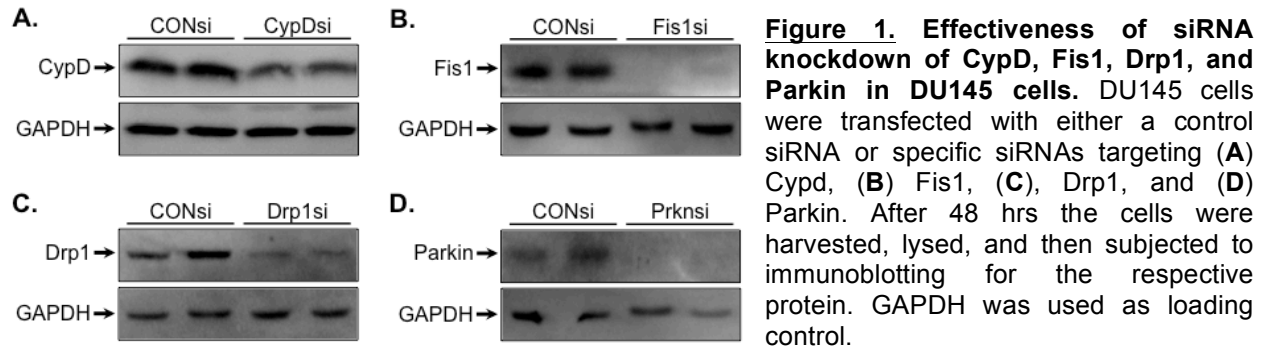 A.
CONsi CypDsi
CypD
GAPDH
B.
CONsi Fis1si
Fis1
GAPDH
C.
CONsi Drp1si
Drp1
GAPDH
D.
CONsi Prknsi
Parkin
GAPDH
Figure 1. Effectiveness of siRNA
knockdown of CypD, Fis1, Drp1, and
Parkin in DU145 cells. DU145 cells
were transfected with either a control
siRNA or specific siRNAs targeting (A)
Cypd, (B) Fis1, (C), Drp1, and (D)
Parkin. After 48 hrs the cells were
harvested, lysed, and then subjected to
immunoblotting for the respective
protein. GAPDH was used as loading
control.